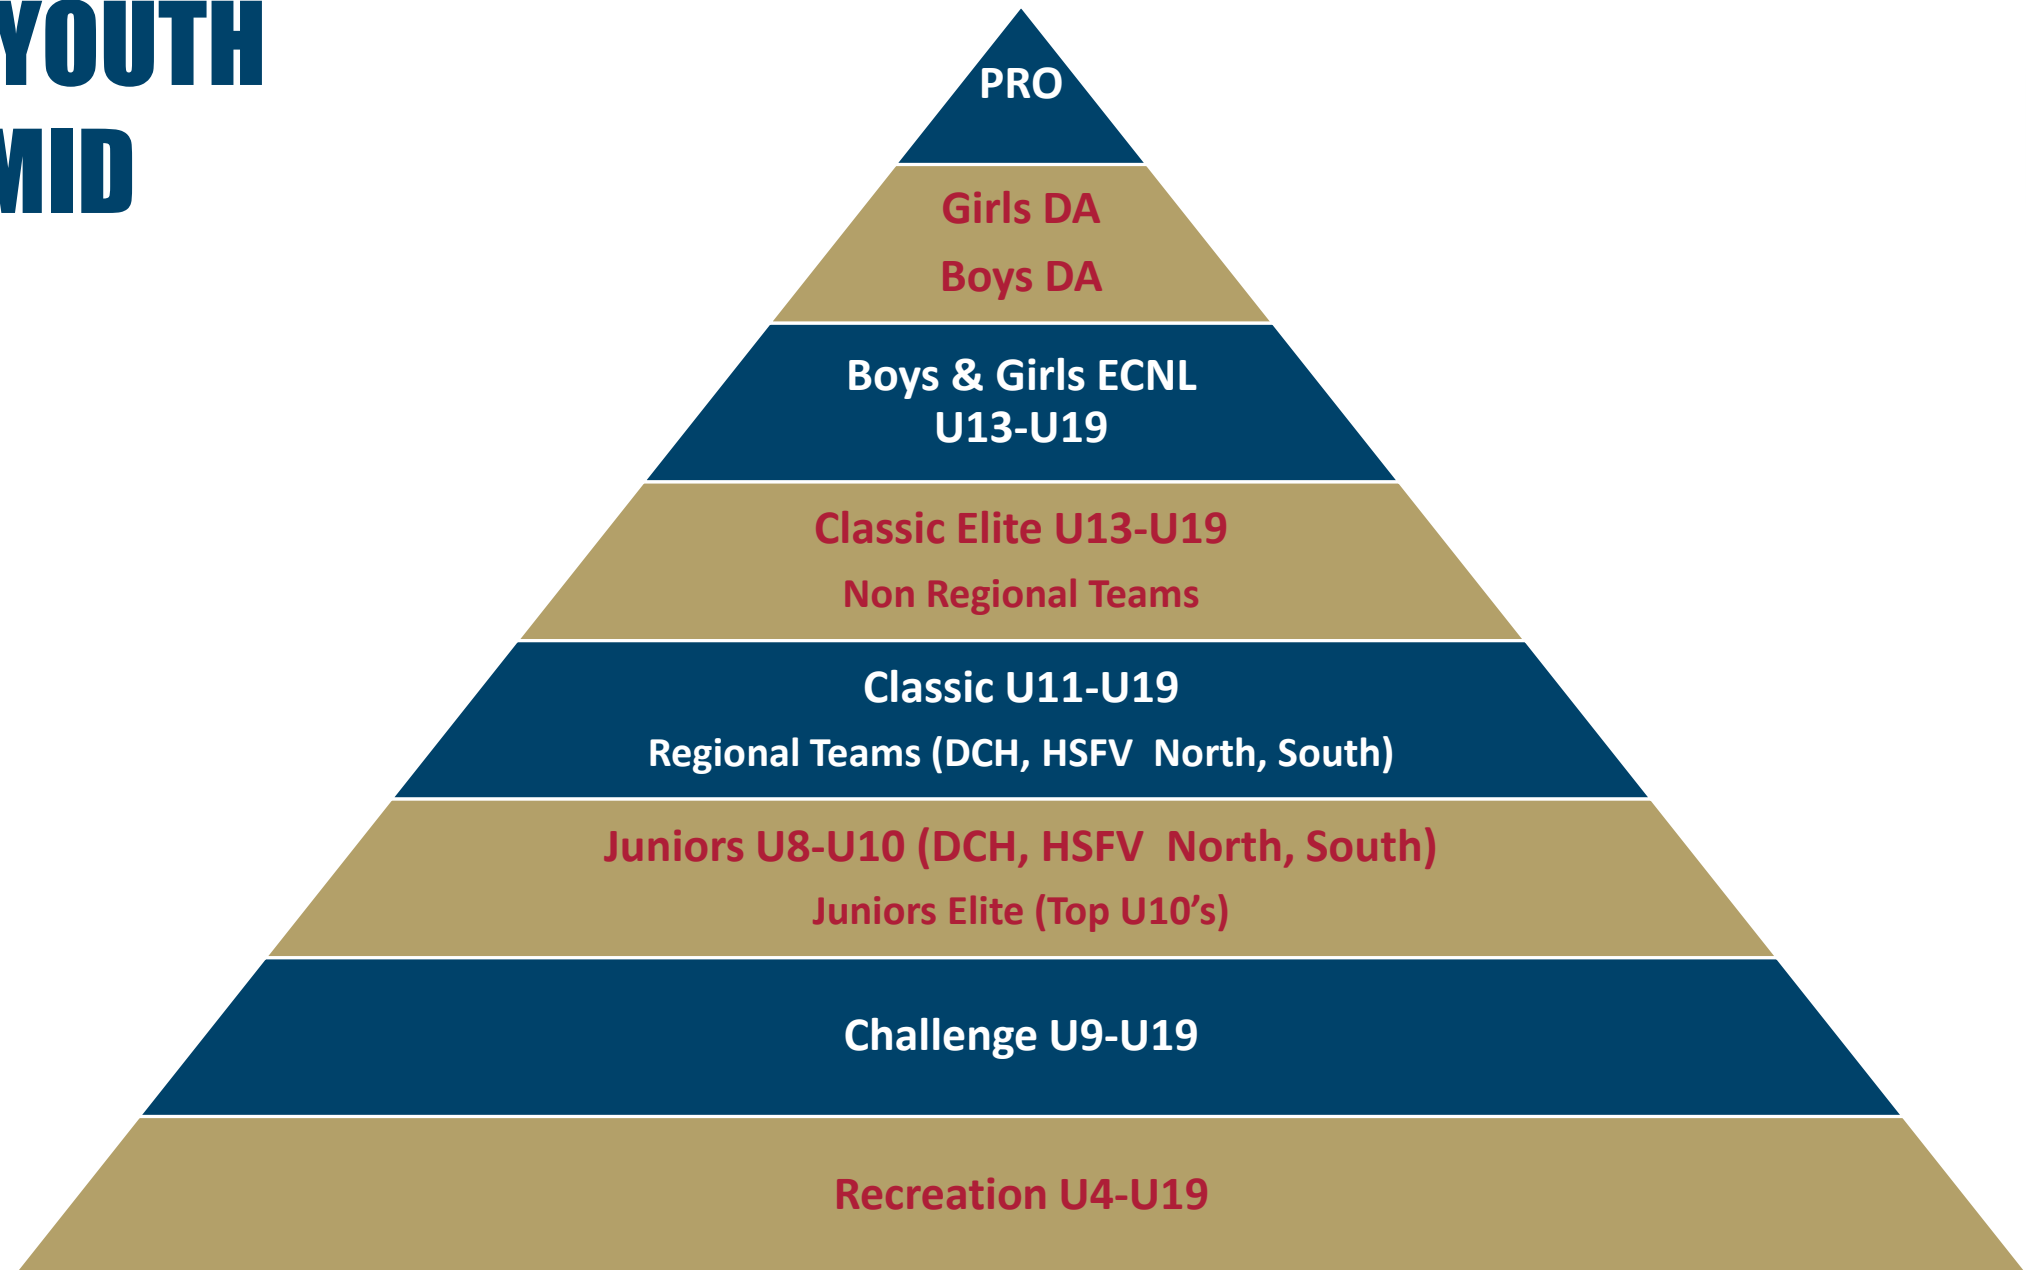 YOUTH
MID
PRO
Girls DA
Boys DA
Boys & Girls ECNL
U13-U19
Classic Elite U13-U19
Non Regional Teams
Classic U11-U19
Regional Teams (DCH, HSFV  North, South)
Juniors U8-U10 (DCH, HSFV  North, South)
Juniors Elite (Top U10’s)
Challenge U9-U19
Recreation U4-U19